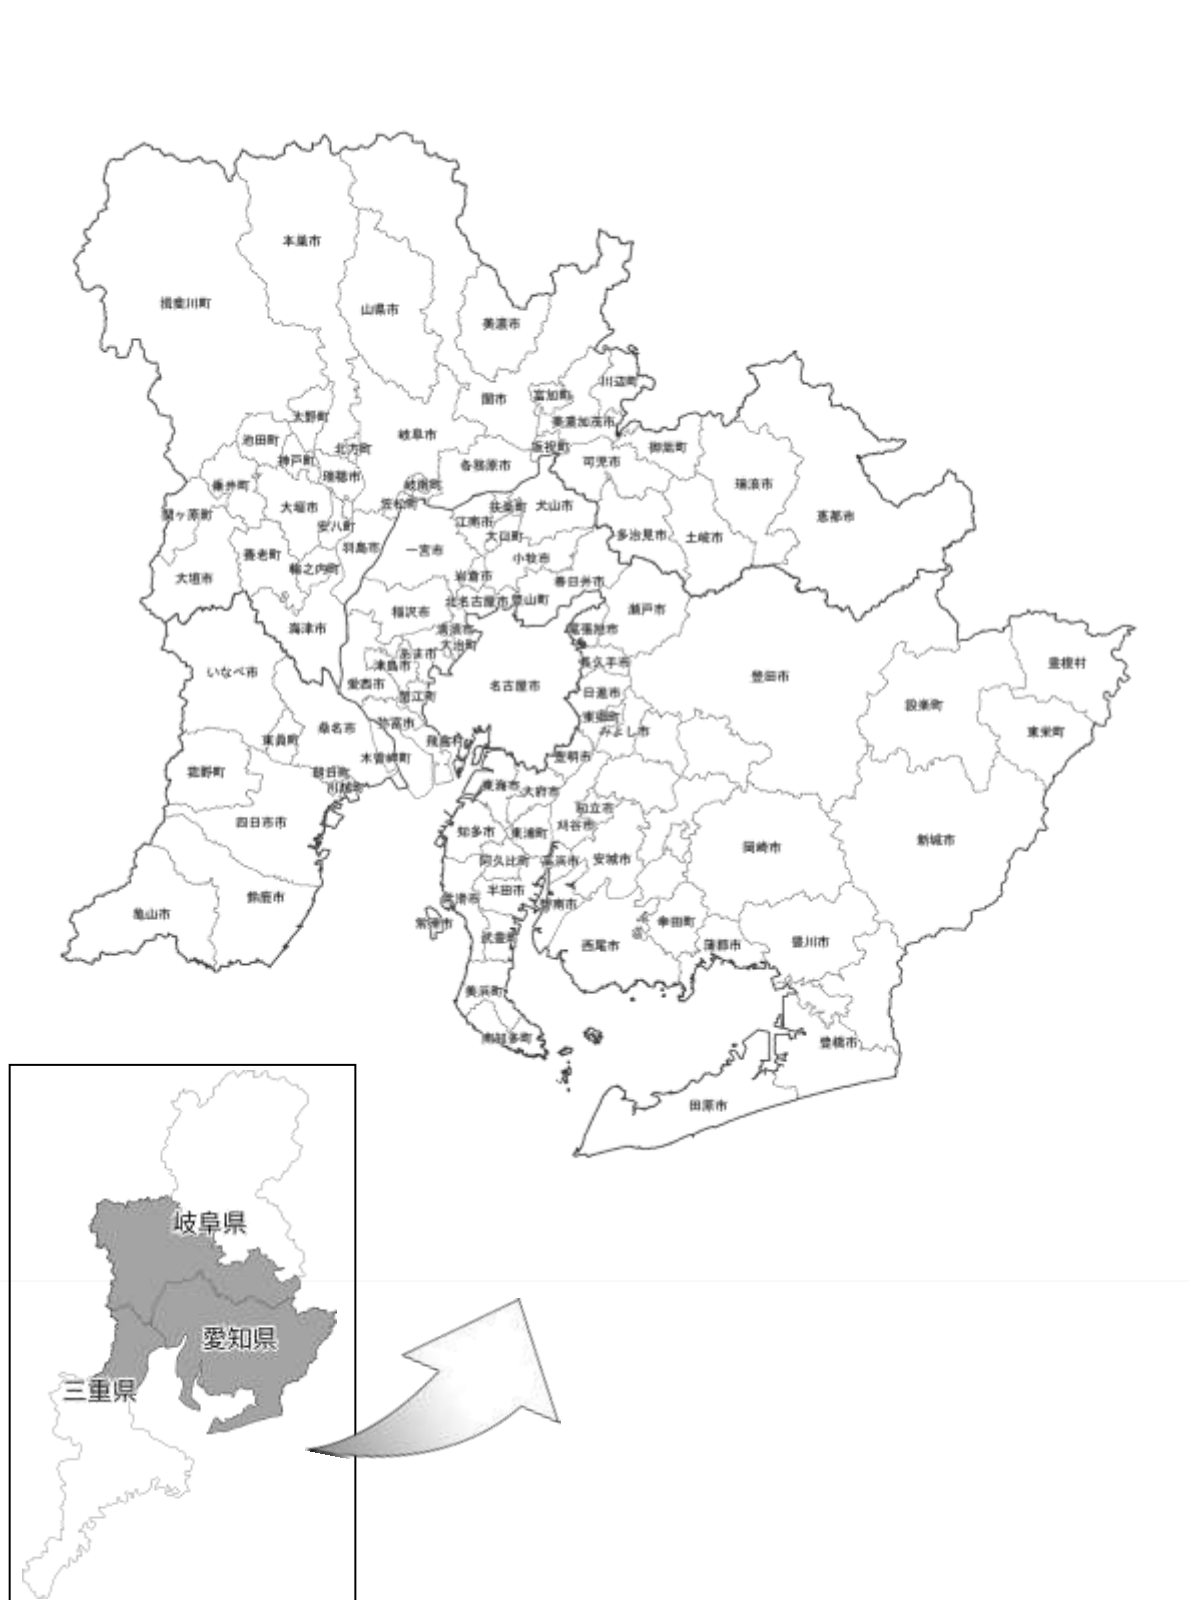 本巣市
揖斐川町
山県市
美濃市
川辺町
関市
富加町
大野町
美濃加茂市
池田町
岐阜市
北方町
坂祝町
御嵩町
神戸町
可児市
各務原市
瑞穂市
垂井町
岐南町
瑞浪市
笠松町
大垣市
扶桑町
犬山市
関ヶ原町
恵那市
江南市
安八町
大口町
多治見市
土岐市
羽島市
一宮市
養老町
小牧市
輪之内町
岩倉市
大垣市
春日井市
北名古屋市
豊山町
稲沢市
瀬戸市
海津市
清須市
尾張旭市
大治町
あま市
津島市
長久手市
豊根村
いなべ市
豊田市
愛西市
名古屋市
日進市
蟹江町
設楽町
東郷町
弥富市
桑名市
みよし市
東栄町
東員町
飛島村
木曽岬町
豊明市
菰野町
朝日町
川越町
東海市
大府市
知立市
四日市市
刈谷市
知多市
東浦町
新城市
岡崎市
阿久比町
高浜市
安城市
半田市
鈴鹿市
常滑市
碧南市
亀山市
常滑市
幸田町
武豊町
西尾市
蒲郡市
豊川市
美浜町
南知多町
豊橋市
田原市
岐阜県
愛知県
三重県